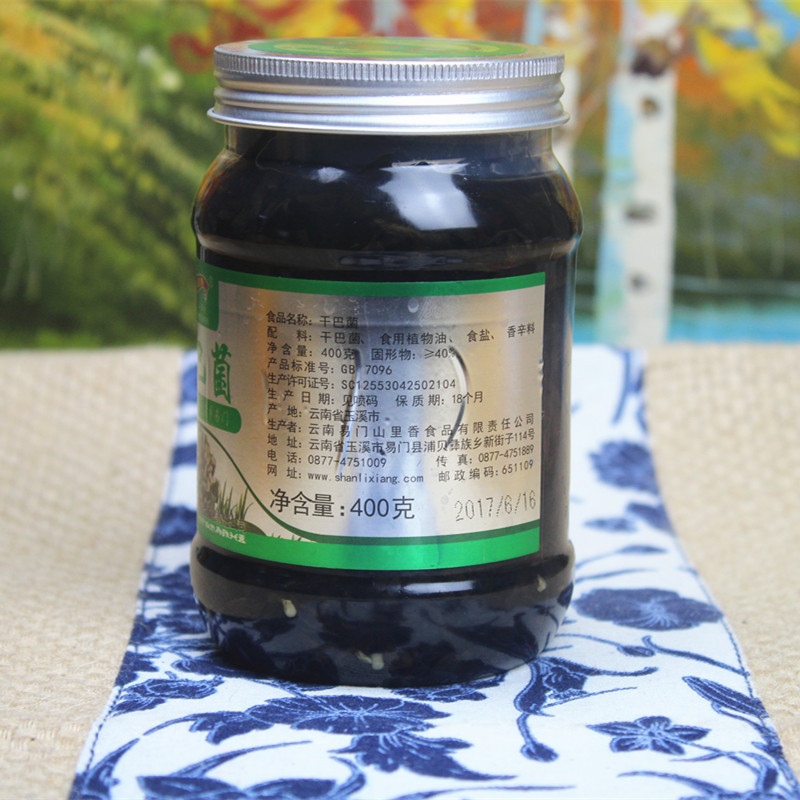 食品名称：干巴菌
配 料：干巴菌、食用植物油、食盐、香辛料
净含量：400克 固形物：≥40%
产品标准号：GB 7096
生产许可证号：SC12553042502104
生产日期：见喷码 保质期：18个月
产地：云南省玉溪市
生产者：云南易门山里香食品有限责任公司
地址：云南省玉溪市易门县浦贝彝族乡新街子114号
电话：0877-4751009 传真：0877-4751889
网址：www.shanlixiang.com 邮政编码：651109
净含量：400克
2017/6/16
菌